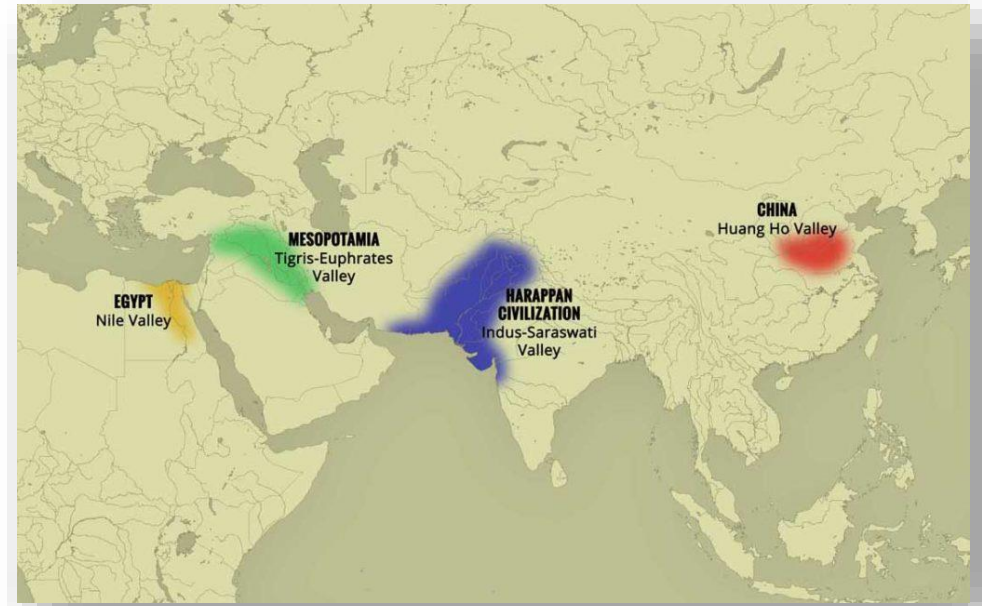 EGYPT
Nile Valley
MESOPOTAMIA
Tigris-Euphrates
Valley
HARAPPAN
CIVILIZATION
Indus-Saraswati
Valley
CHINA
Huang Ho Valley